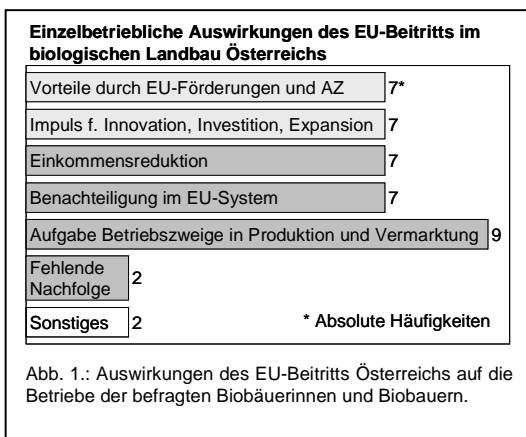 Einzelbetriebliche Auswirkungen des EU-Beitritts im
biologischen Landbau Österreichs
Vorteile durch EU-Förderungen und AZ 7*
Impuls f. Innovation, Investition, Expansion 7
Einkommensreduktion 7
Benachteiligung im EU-System 7
Aufgabe Betriebszweige in Produktion und Vermarktung 9
Fehlende
Nachfolge 2
Sonstiges 2 * Absolute Häufigkeiten
Abb. 1.: Auswirkungen des EU-Beitritts Österreichs auf die
Betriebe der befragten Biobäuerinnen und Biobauern.